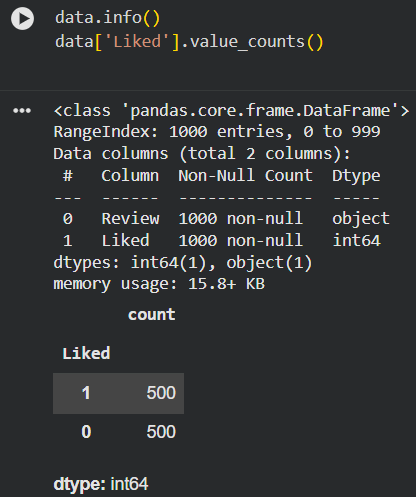 data.info()
data['Liked'].value_counts()
<class 'pandas.core.frame.DataFrame'>
RangeIndex: 1000 entries, 0 to 999
Data columns (total 2 columns):
 #   Column  Non-Null Count  Dtype
---  ------  --------------  -----
 0   Review  1000 non-null   object
 1   Liked   1000 non-null   int64
dtypes: int64(1), object(1)
memory usage: 15.8+ KB
count
Liked
1 500
0 500
dtype: int64